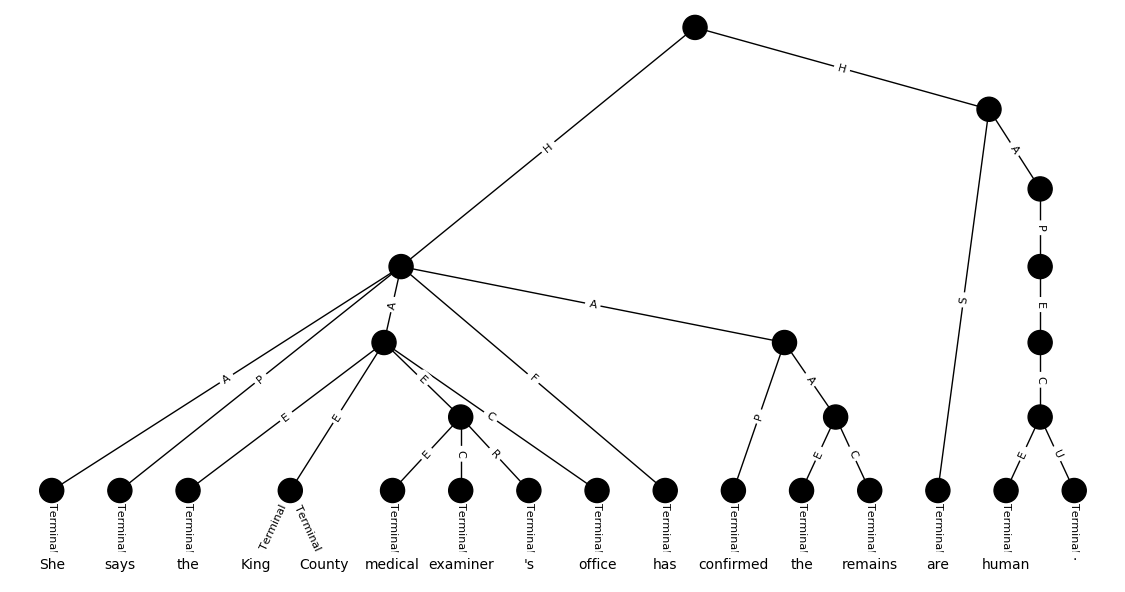 H
H
A
H
P
S
A
A
E
A
P
F
E
A
C
E
E
C
P
E
C
R
E
C
E
U
Terminal Terminal Terminal Terminal Terminal Terminal Terminal Terminal Terminal Terminal Terminal Terminal Terminal Terminal Terminal Terminal
She says the King County medical examiner 's office has confirmed the remains are human .